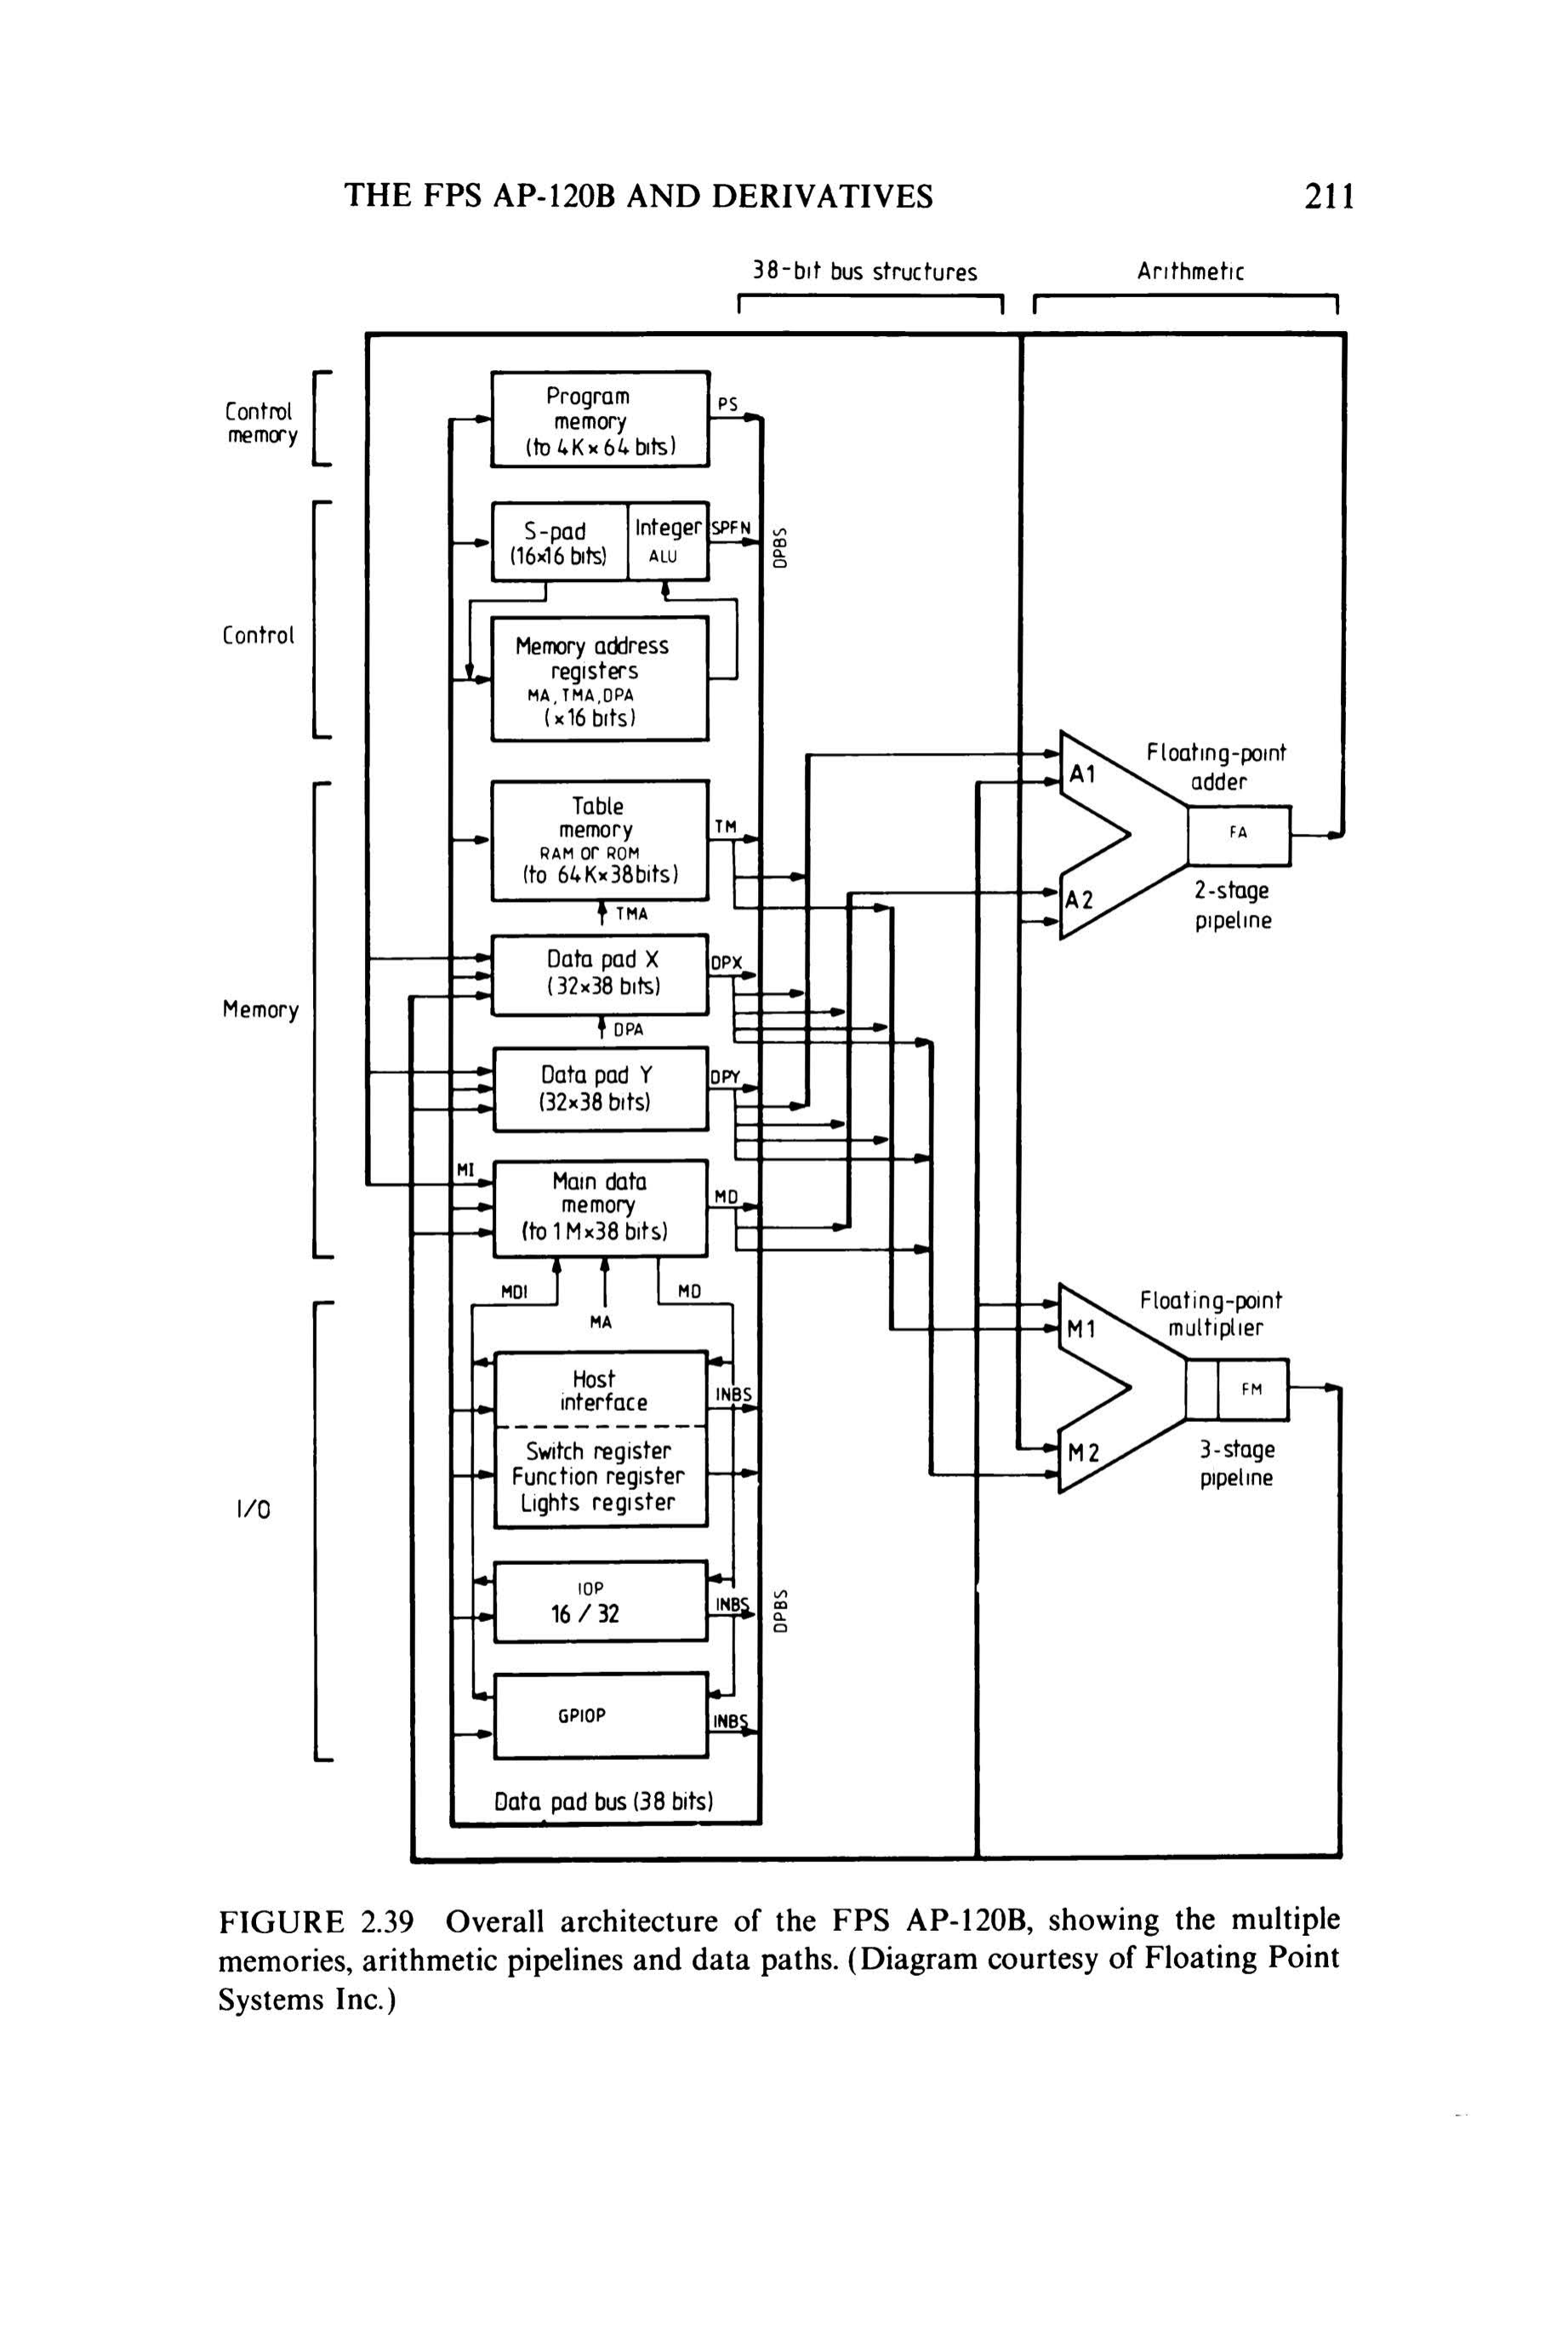 THE FPS AP-120B AND DERIVATIVES 211
38-bit bus structures
Arithmetic
Control
memory
Program
memory
(to 4K×64 bits)
PS
S-pad
(16×16 bits)
Integer
ALU
SPFN
DPBS
Control
Memory address
registers
MA, TMA, DPA
(×16 bits)
Floating-point
adder
A1
FA
A2
2-stage
pipeline
Table
memory
RAM or ROM
(to 64K×38bits)
TM
TMA
Data pad X
(32×38 bits)
DPX
Memory
DPA
Data pad Y
(32×38 bits)
DPY
MI
Main data
memory
(to 1M×38 bits)
MD
MDI
MA
MD
Floating-point
multiplier
M1
FM
M2
3-stage
pipeline
Host
interface
INBS
Switch register
Function register
Lights register
I/O
IOP
16 / 32
INBS
DPBS
GPIOP
INBS
Data pad bus (38 bits)
FIGURE 2.39 Overall architecture of the FPS AP-120B, showing the multiple
memories, arithmetic pipelines and data paths. (Diagram courtesy of Floating Point
Systems Inc.)